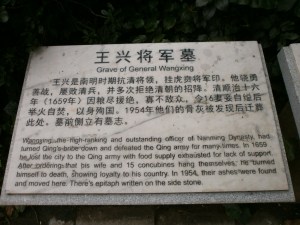 王兴将军墓
Grave of General Wangxing
王兴是南明时期抗清将领，挂虎贲将军印。他骁勇
善战，屡败清兵，并多次拒绝清朝的招降。清顺治十六
年（1659年）因粮尽援绝，寡不敌众，令16妻妾自缢后
举火自焚，以身殉国。1954年他们的骨灰被发现后迁葬
此处。墓前侧立有墓志。
Wangxing, the high-ranking and outstanding officer of Nanming Dynasty, had
turned Qing's bribe down and defeated the Qing army for many times. In 1659
he lost the city to the Qing army with food supply exhausted for lack of support.
After ordering that his wife and 15 concubines hang themselves, He burned
himself to death, showing loyalty to his country. In 1954, their ashes were found
and moved here. There's epitaph written on the side stone.